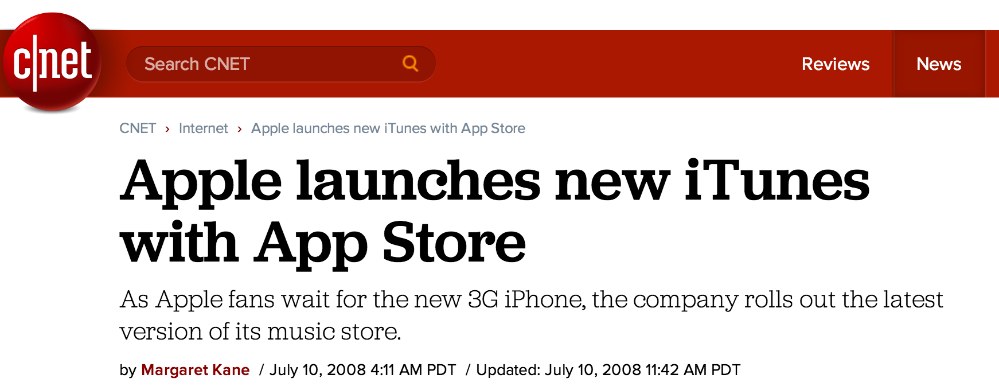 c|net
Search CNET
Reviews
News
CNET › Internet › Apple launches new iTunes with App Store
Apple launches new iTunes
with App Store
As Apple fans wait for the new 3G iPhone, the company rolls out the latest
version of its music store.
by Margaret Kane / July 10, 2008 4:11 AM PDT / Updated: July 10, 2008 11:42 AM PDT